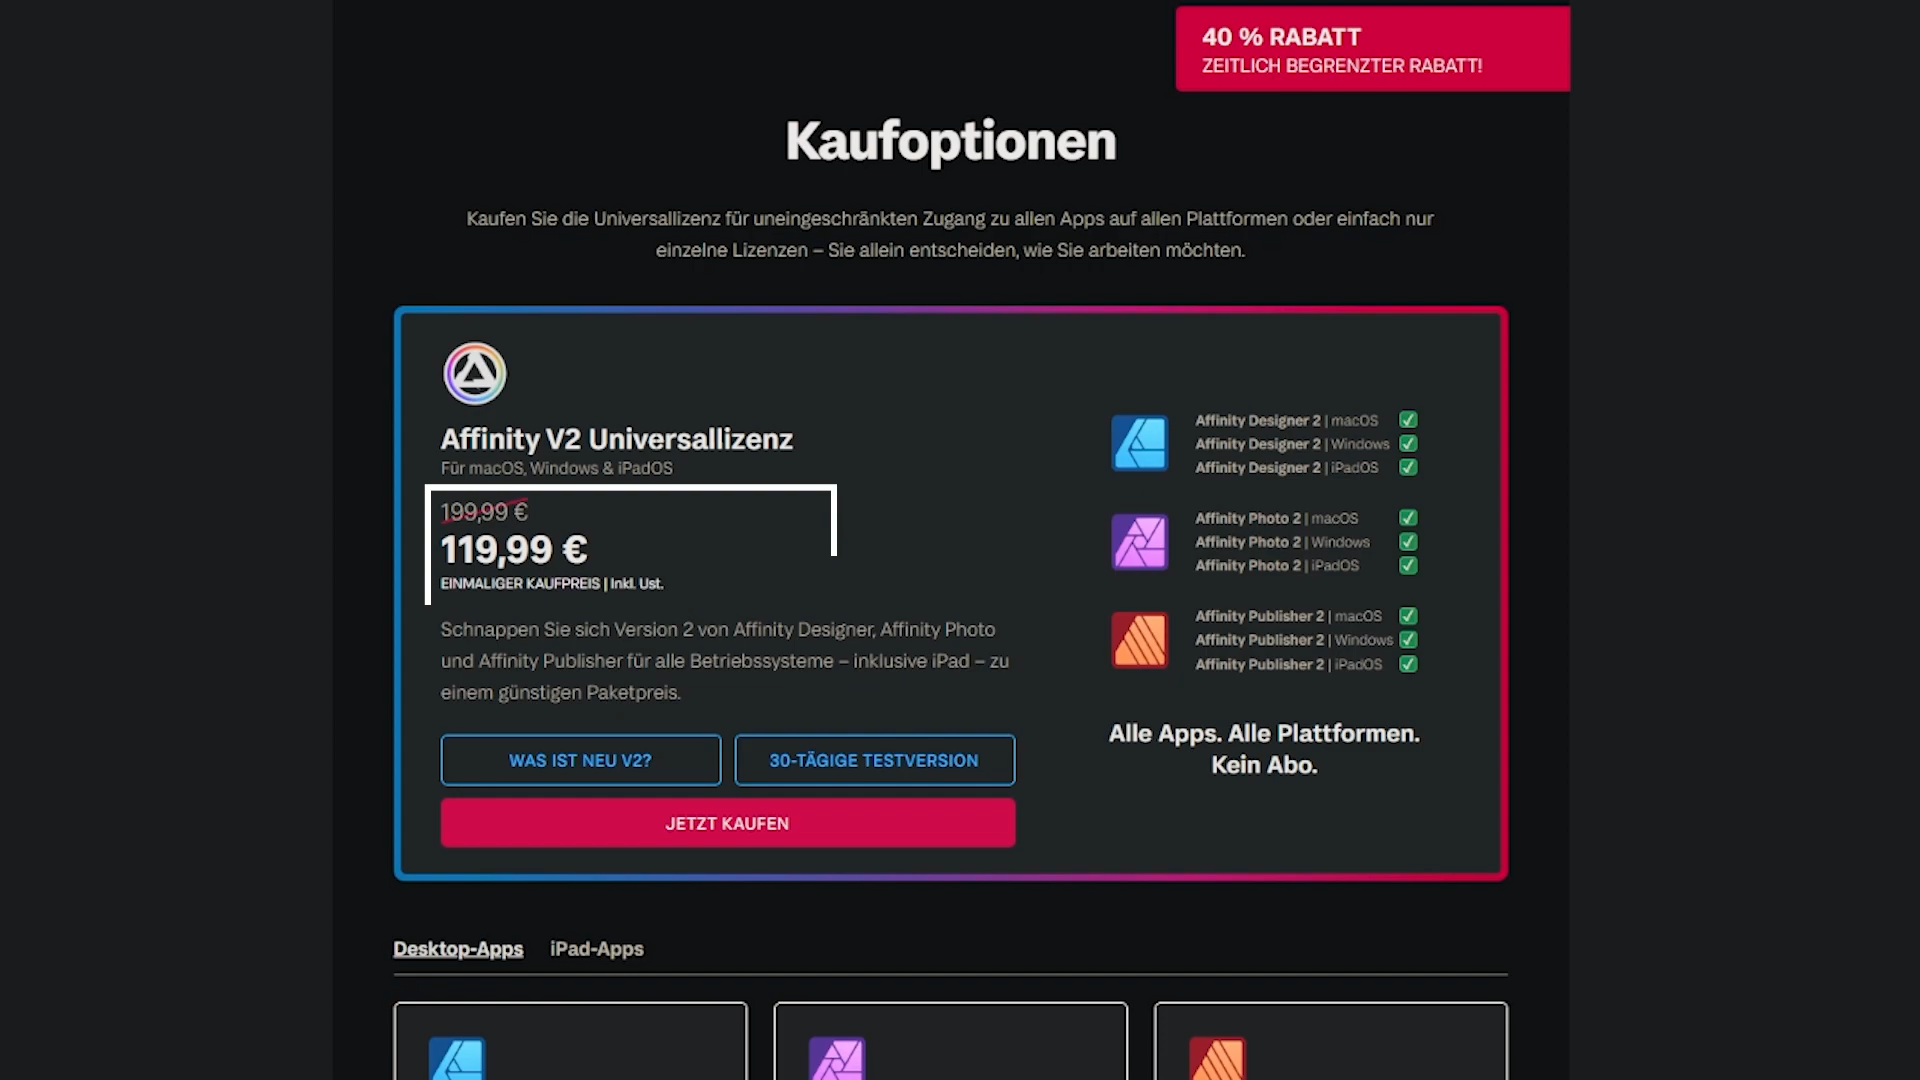 40 % RABATT
ZEITLICH BEGRENZTER RABATT!
Kaufoptionen
Kaufen Sie die Universallizenz für uneingeschränkten Zugang zu allen Apps auf allen Plattformen oder einfach nur
einzelne Lizenzen – Sie allein entscheiden, wie Sie arbeiten möchten.
Affinity V2 Universallizenz
Für macOS, Windows & iPadOS
199,99 €
119,99 €
EINMALIGER KAUFPREIS | Inkl. Ust.
Schnappen Sie sich Version 2 von Affinity Designer, Affinity Photo
und Affinity Publisher für alle Betriebssysteme – inklusive iPad – zu
einem günstigen Paketpreis.
WAS IST NEU V2?
30-TÄGIGE TESTVERSION
JETZT KAUFEN
Affinity Designer 2 | macOS
Affinity Designer 2 | Windows
Affinity Designer 2 | iPadOS
Affinity Photo 2 | macOS
Affinity Photo 2 | Windows
Affinity Photo 2 | iPadOS
Affinity Publisher 2 | macOS
Affinity Publisher 2 | Windows
Affinity Publisher 2 | iPadOS
Alle Apps. Alle Plattformen.
Kein Abo.
Desktop-Apps
iPad-Apps